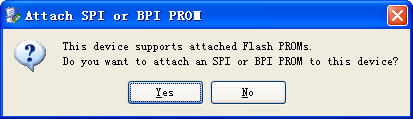 Attach SPI or BPI PROM
This device supports attached Flash PROMs.
Do you want to attach an SPI or BPI PROM to this device?
Yes
No